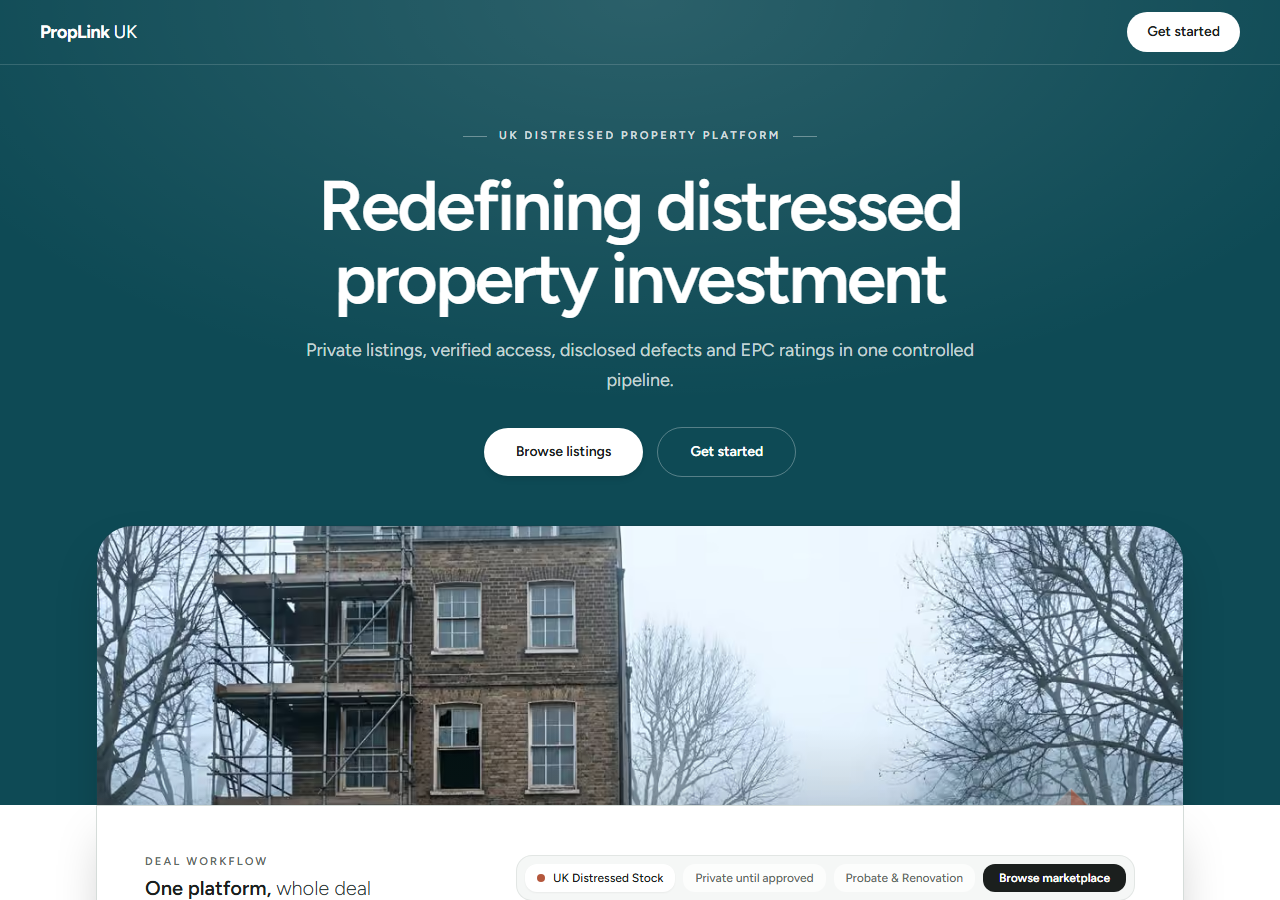 PropLink UK
Get started
UK DISTRESSED PROPERTY PLATFORM
Redefining distressed
property investment
Private listings, verified access, disclosed defects and EPC ratings in one controlled
pipeline.
Browse listings
Get started
DEAL WORKFLOW
One platform, whole deal
UK Distressed Stock
Private until approved
Probate & Renovation
Browse marketplace